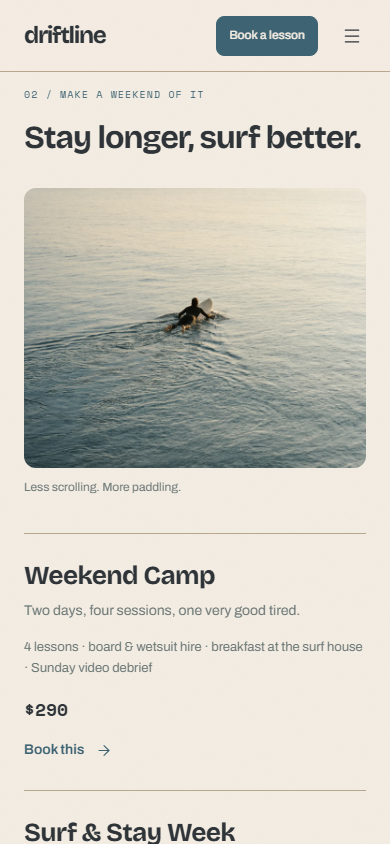 driftline
Book a lesson
02 / MAKE A WEEKEND OF IT
Stay longer, surf better.
Less scrolling. More paddling.
Weekend Camp
Two days, four sessions, one very good tired.
4 lessons · board & wetsuit hire · breakfast at the surf house
· Sunday video debrief
$290
Book this →
Surf & Stay Week